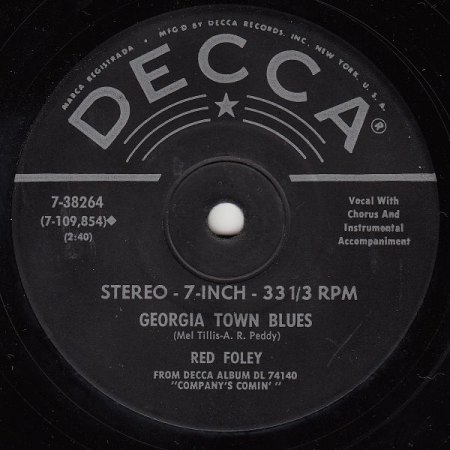 MARCA REGISTRADA • MFG'D BY DECCA RECORDS, INC., NEW YORK, U.S.A.
DECCA®
7-38264
(7-109,854)◆
(2:40)
Vocal With
Chorus And
Instrumental
Accompaniment
STEREO - 7-INCH - 33 1/3 RPM
GEORGIA TOWN BLUES
(Mel Tillis-A. R. Peddy)
RED FOLEY
FROM DECCA ALBUM DL 74140
"COMPANY'S COMIN' "